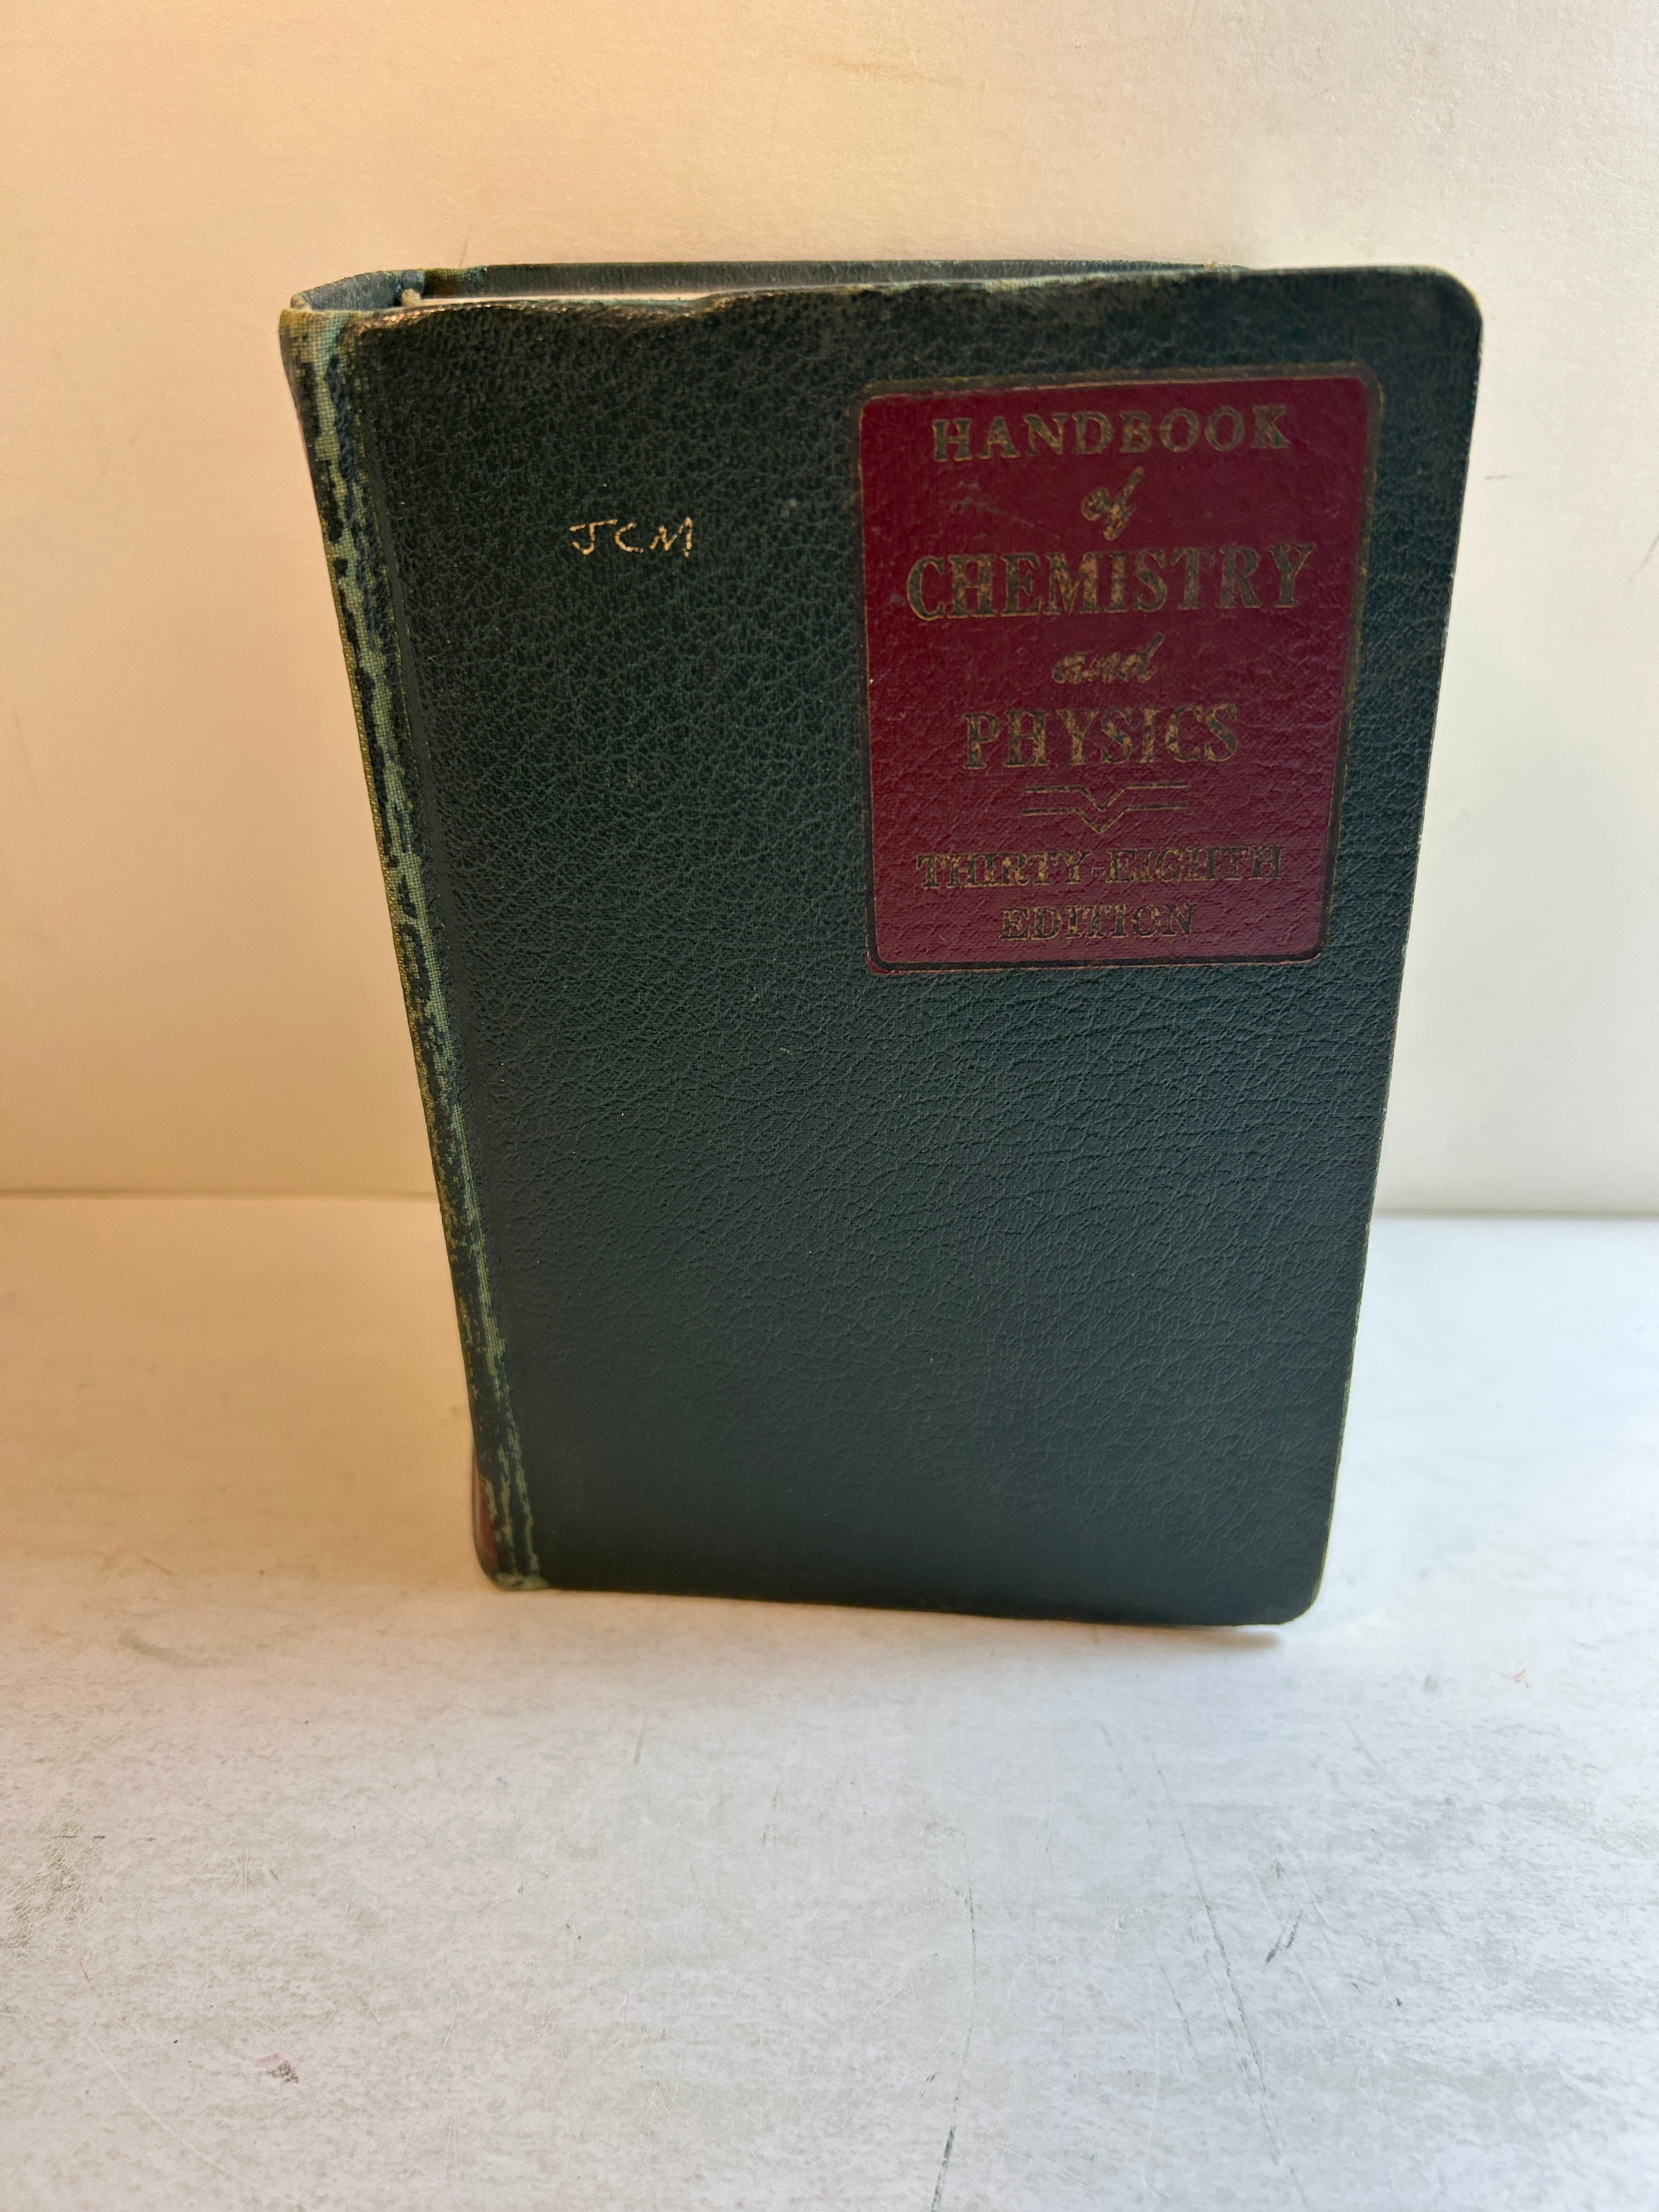 JCM
HANDBOOK
of
CHEMISTRY
and
PHYSICS
THIRTY-EIGHTH
EDITION